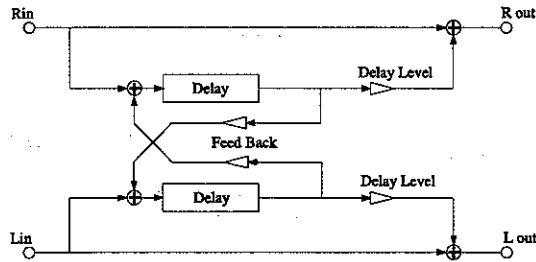 Rin
R out
Delay Level
Delay
Feed Back
Delay Level
Delay
Lin
L out